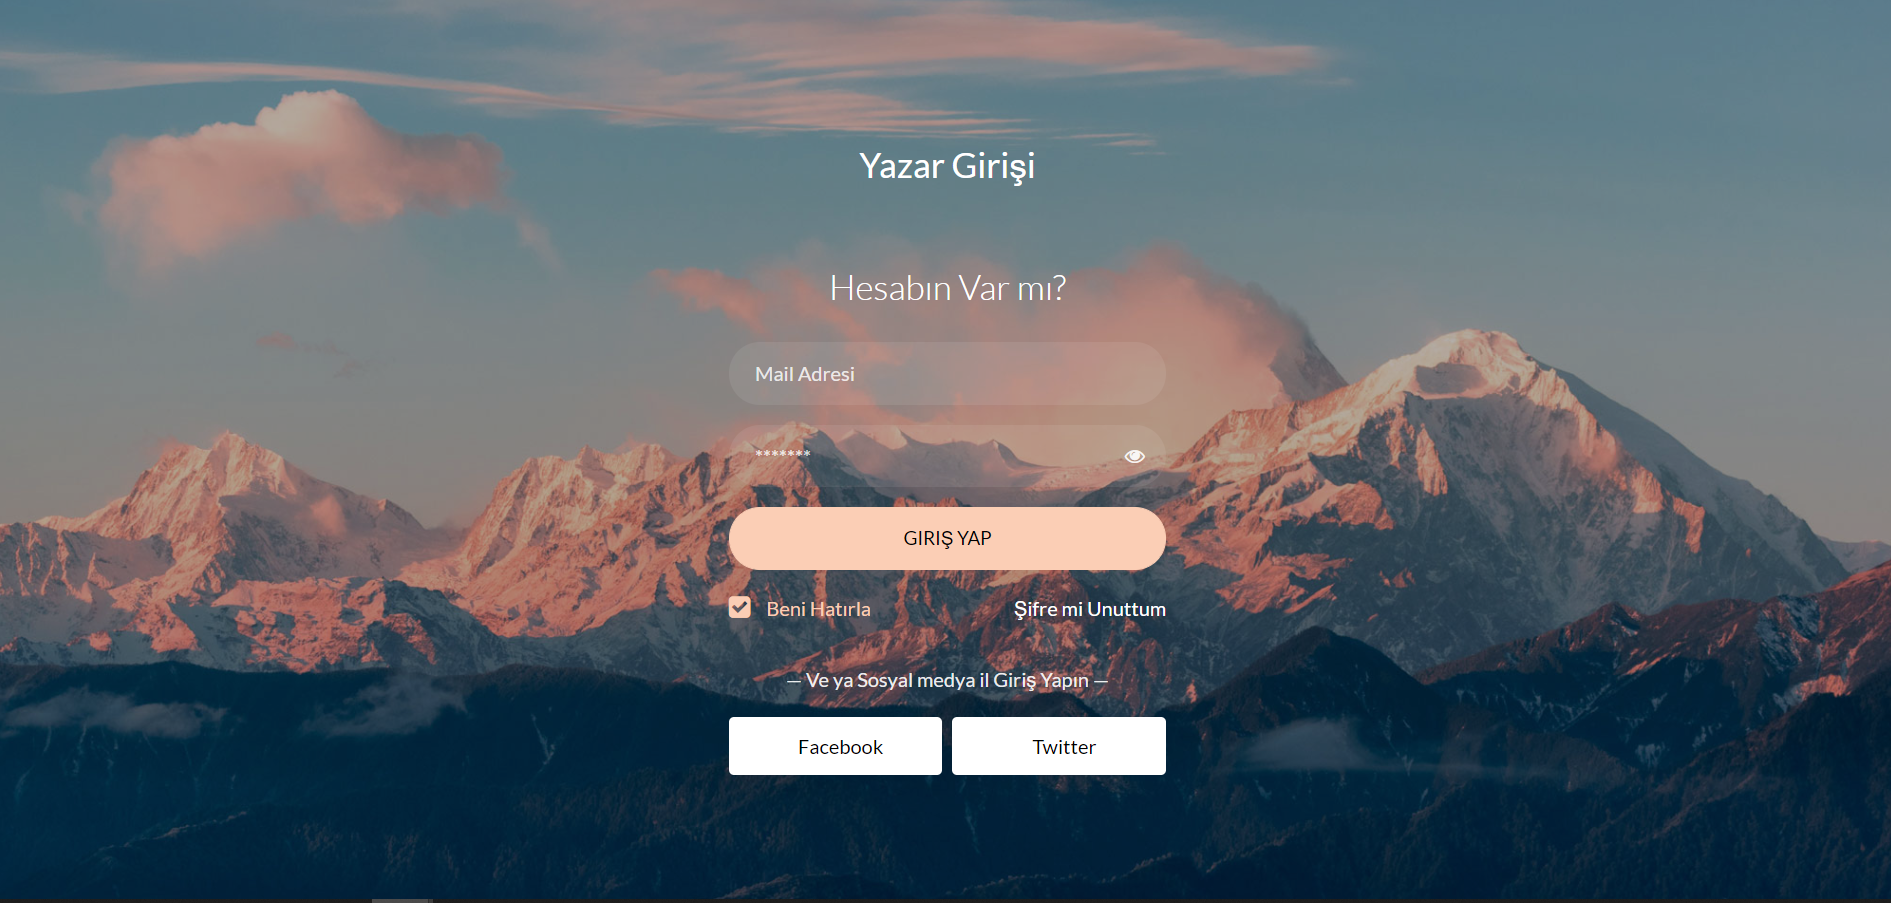 Yazar Girişi
Hesabın Var mı?
Mail Adresi
*******
GIRIŞ YAP
Beni Hatırla
Şifre mi Unuttum
— Ve ya Sosyal medya il Giriş Yapın —
Facebook
Twitter